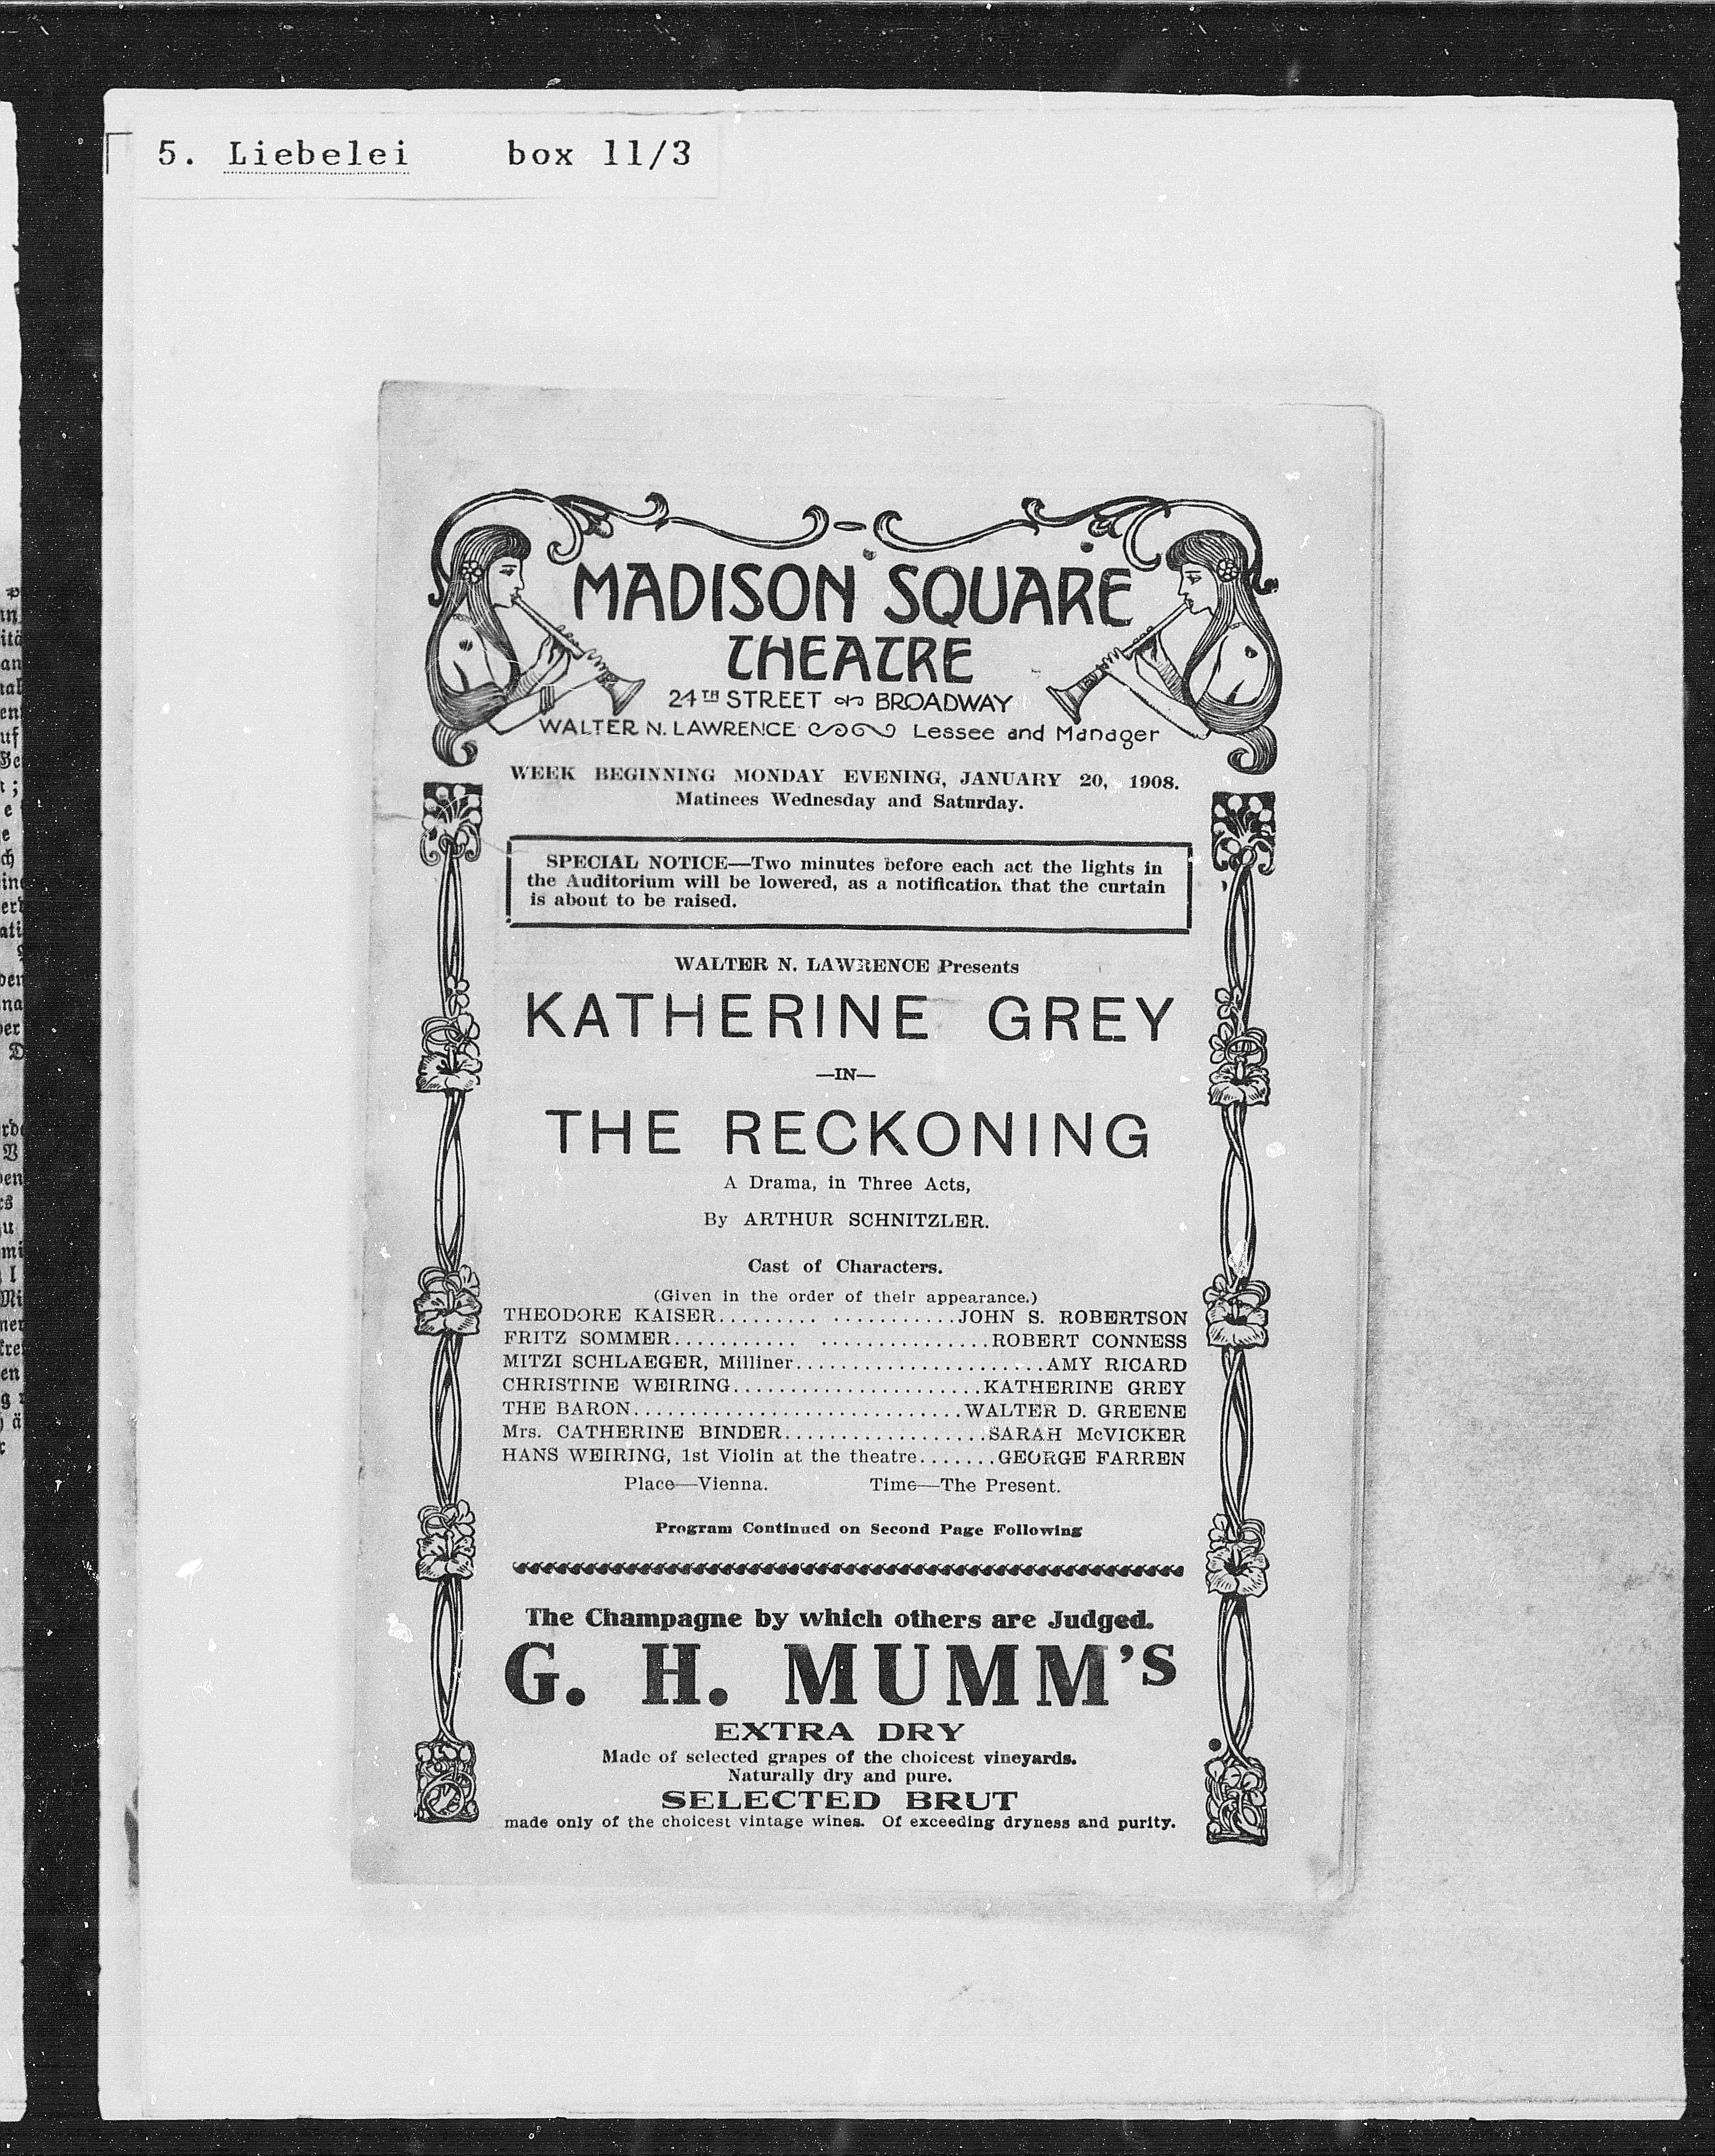 5. Liebelei box 11/3
MADISON SQUARE
THEATRE
24TH STREET on BROADWAY
WALTER N. LAWRENCE Lessee and Manager
WEEK BEGINNING MONDAY EVENING, JANUARY 20, 1908.
Matinees Wednesday and Saturday.
SPECIAL NOTICE—Two minutes before each act the lights in
the Auditorium will be lowered, as a notification that the curtain
is about to be raised.
WALTER N. LAWRENCE Presents
KATHERINE GREY
—IN—
THE RECKONING
A Drama, in Three Acts,
By ARTHUR SCHNITZLER.
Cast of Characters.
(Given in the order of their appearance.)
THEODORE KAISER......... ...........JOHN S. ROBERTSON
FRITZ SOMMER........... ...............ROBERT CONNESS
MITZI SCHLAEGER, Milliner......................AMY RICARD
CHRISTINE WEIRING......................KATHERINE GREY
THE BARON.............................WALTER D. GREENE
Mrs. CATHERINE BINDER..................SARAH McVICKER
HANS WEIRING, 1st Violin at the theatre.......GEORGE FARREN
Place—Vienna. Time—The Present.
Program Continued on Second Page Following
The Champagne by which others are Judged.
G. H. MUMM'S
EXTRA DRY
Made of selected grapes of the choicest vineyards.
Naturally dry and pure.
SELECTED BRUT
made only of the choicest vintage wines. Of exceeding dryness and purity.